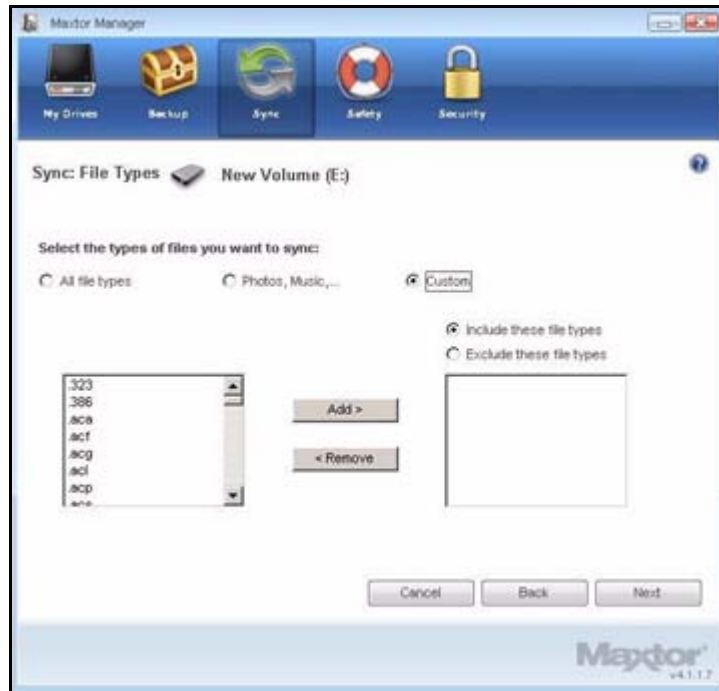 Maxtor Manager
My Drives Backup Sync Safety Security
Sync: File Types New Volume (E:)
Select the types of files you want to sync:
All file types Photos, Music,... Custom
Include these file types
Exclude these file types
.323
.386
.aca
.acf
.acg
.acl
.acp
.acs
Add >
< Remove
Cancel Back Next
Maxtor
v4.1.1.7